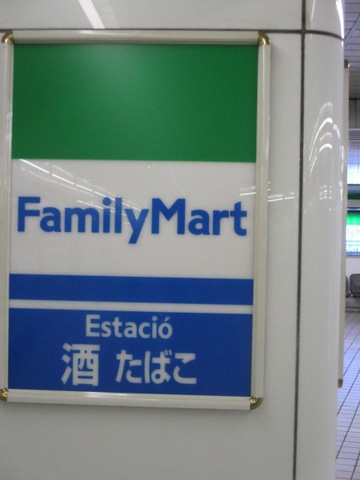 FamilyMart
Estació
酒 たばこ